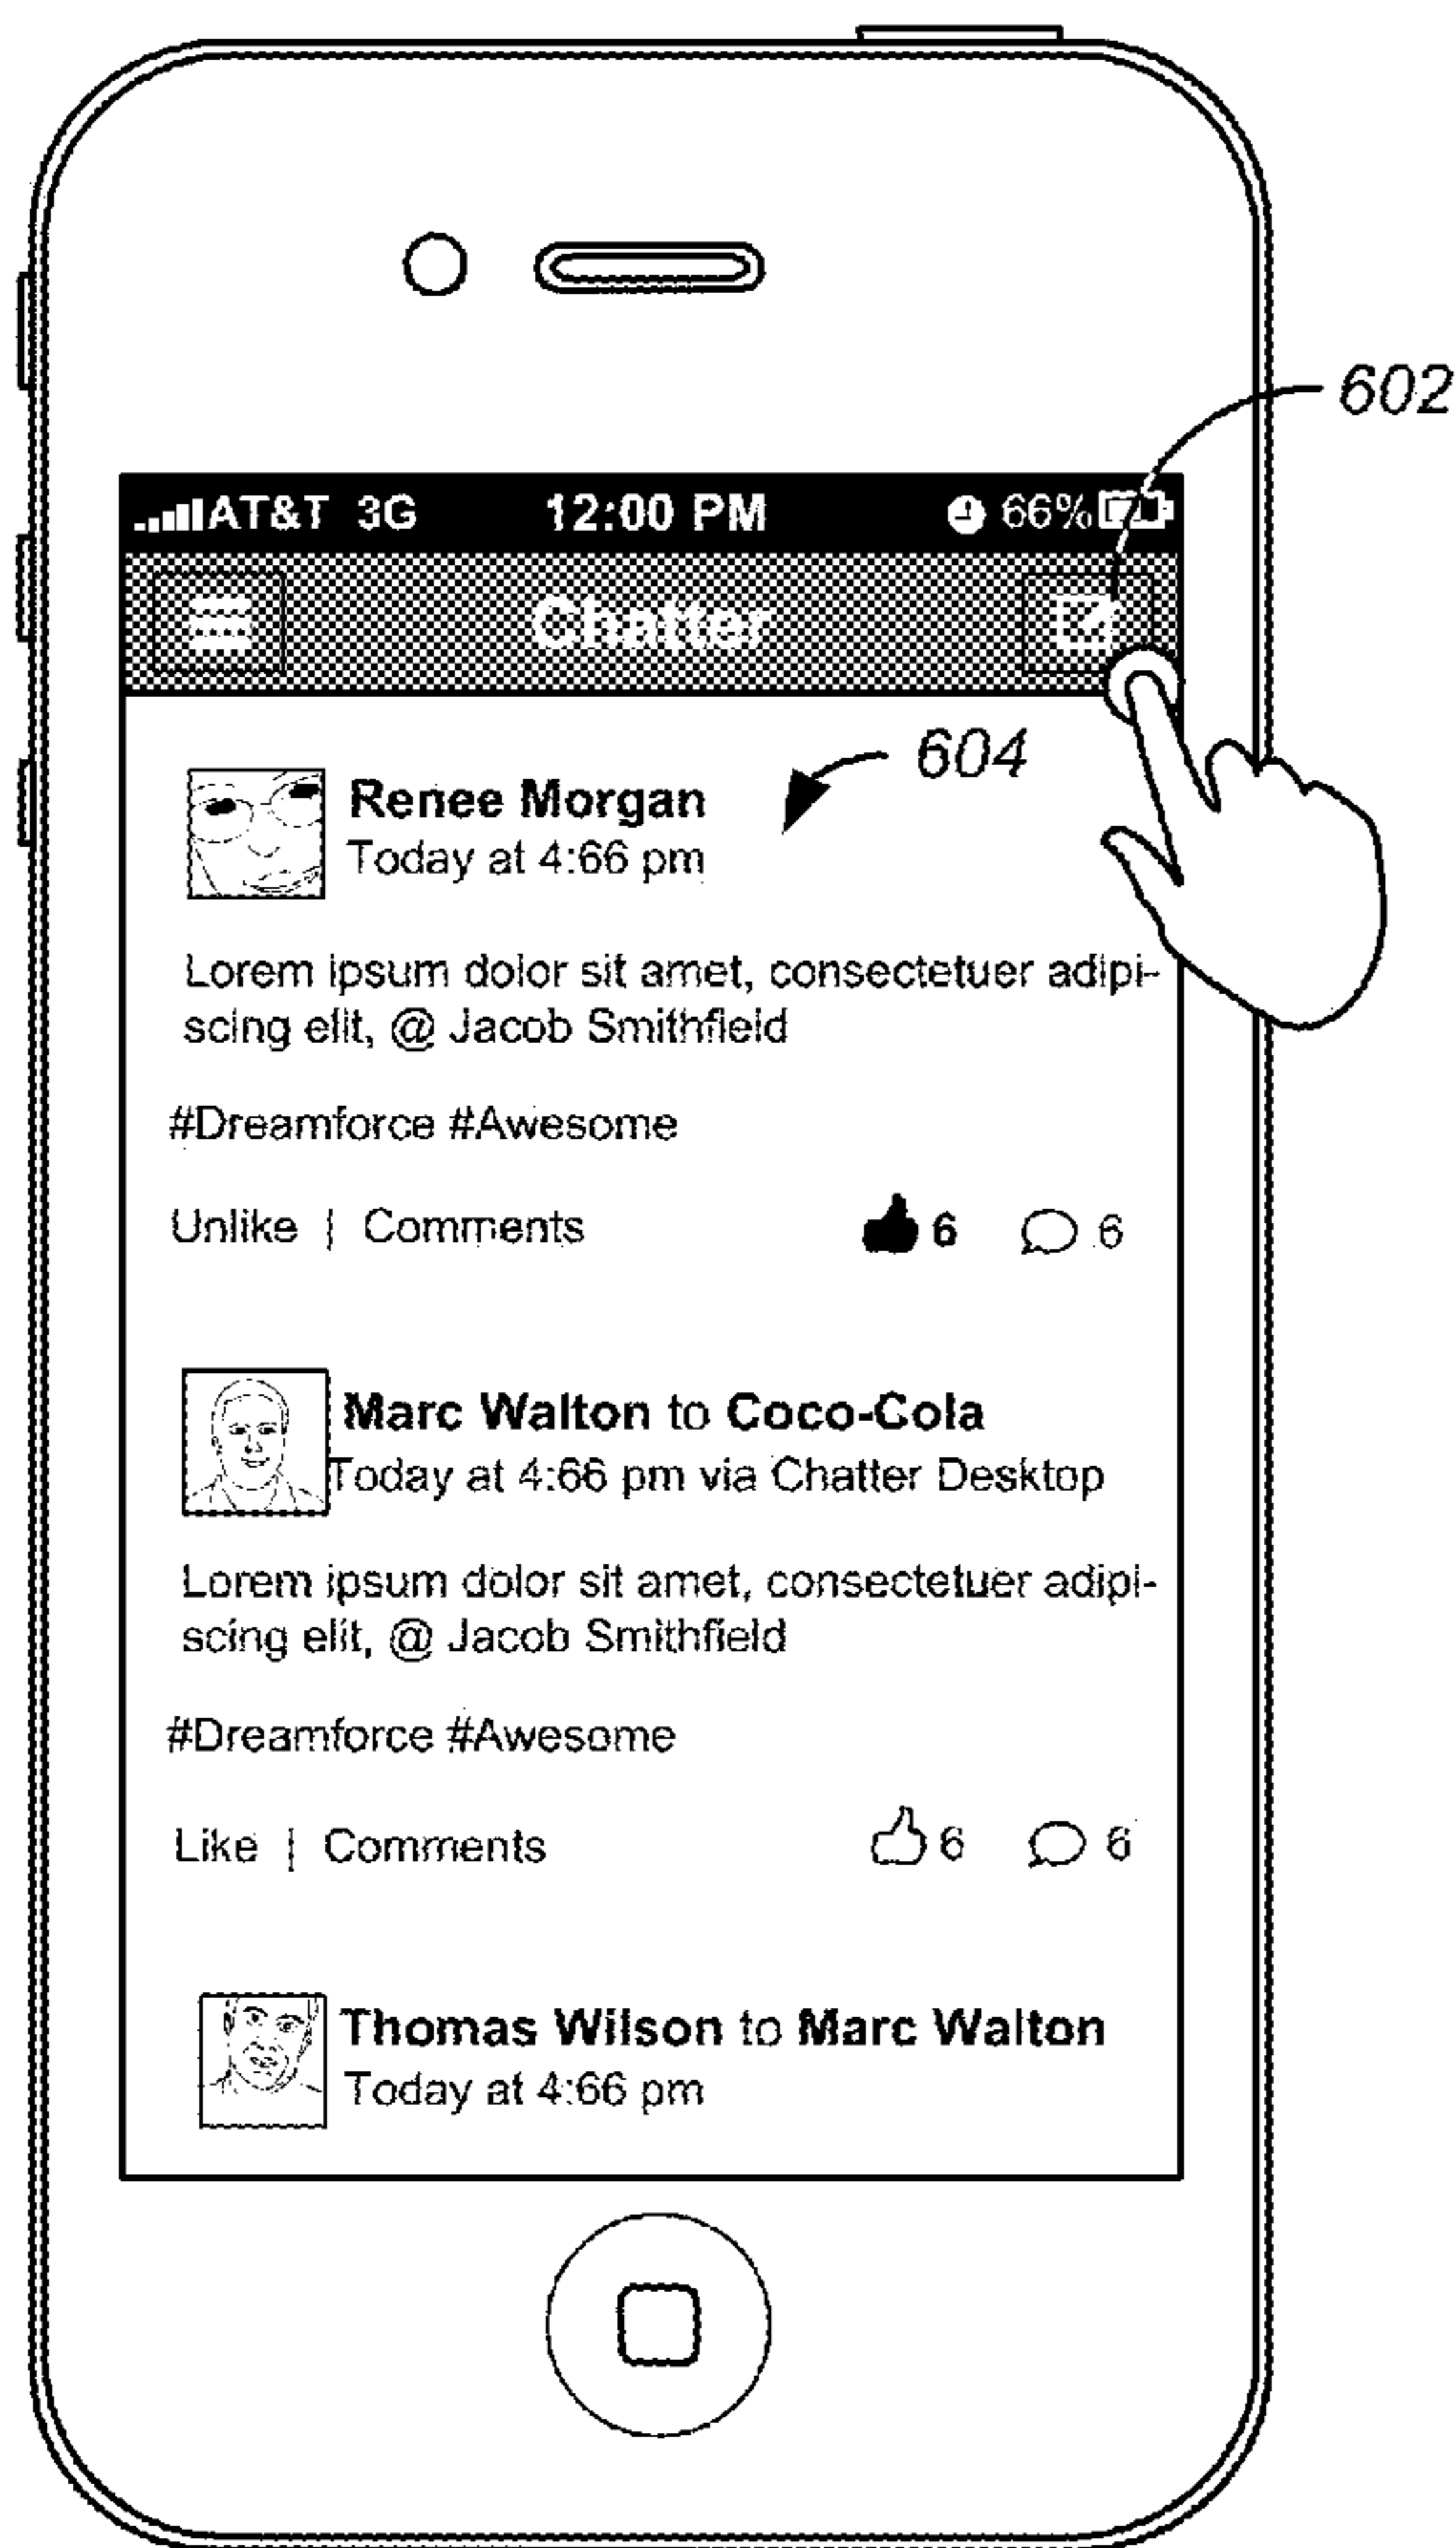 602
AT&T 3G 12:00 PM 66%
Chatter
604
Renee Morgan
Today at 4:66 pm
Lorem ipsum dolor sit amet, consectetuer adipi-
scing elit, @ Jacob Smithfield
#Dreamforce #Awesome
Unlike | Comments 6 6
Marc Walton to Coco-Cola
Today at 4:66 pm via Chatter Desktop
Lorem ipsum dolor sit amet, consectetuer adipi-
scing elit, @ Jacob Smithfield
#Dreamforce #Awesome
Like | Comments 6 6
Thomas Wilson to Marc Walton
Today at 4:66 pm